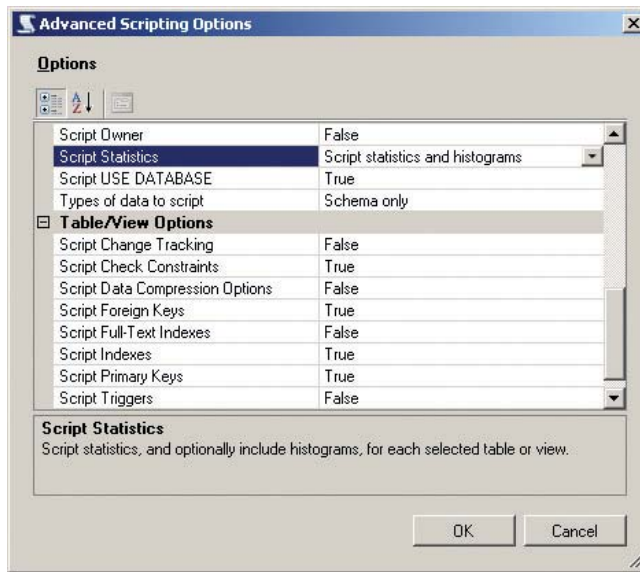 Advanced Scripting Options
Options
Script Owner False
Script Statistics Script statistics and histograms
Script USE DATABASE True
Types of data to script Schema only
Table/View Options
Script Change Tracking False
Script Check Constraints True
Script Data Compression Options False
Script Foreign Keys True
Script Full-Text Indexes False
Script Indexes True
Script Primary Keys True
Script Triggers False
Script Statistics
Script statistics, and optionally include histograms, for each selected table or view.
OK Cancel